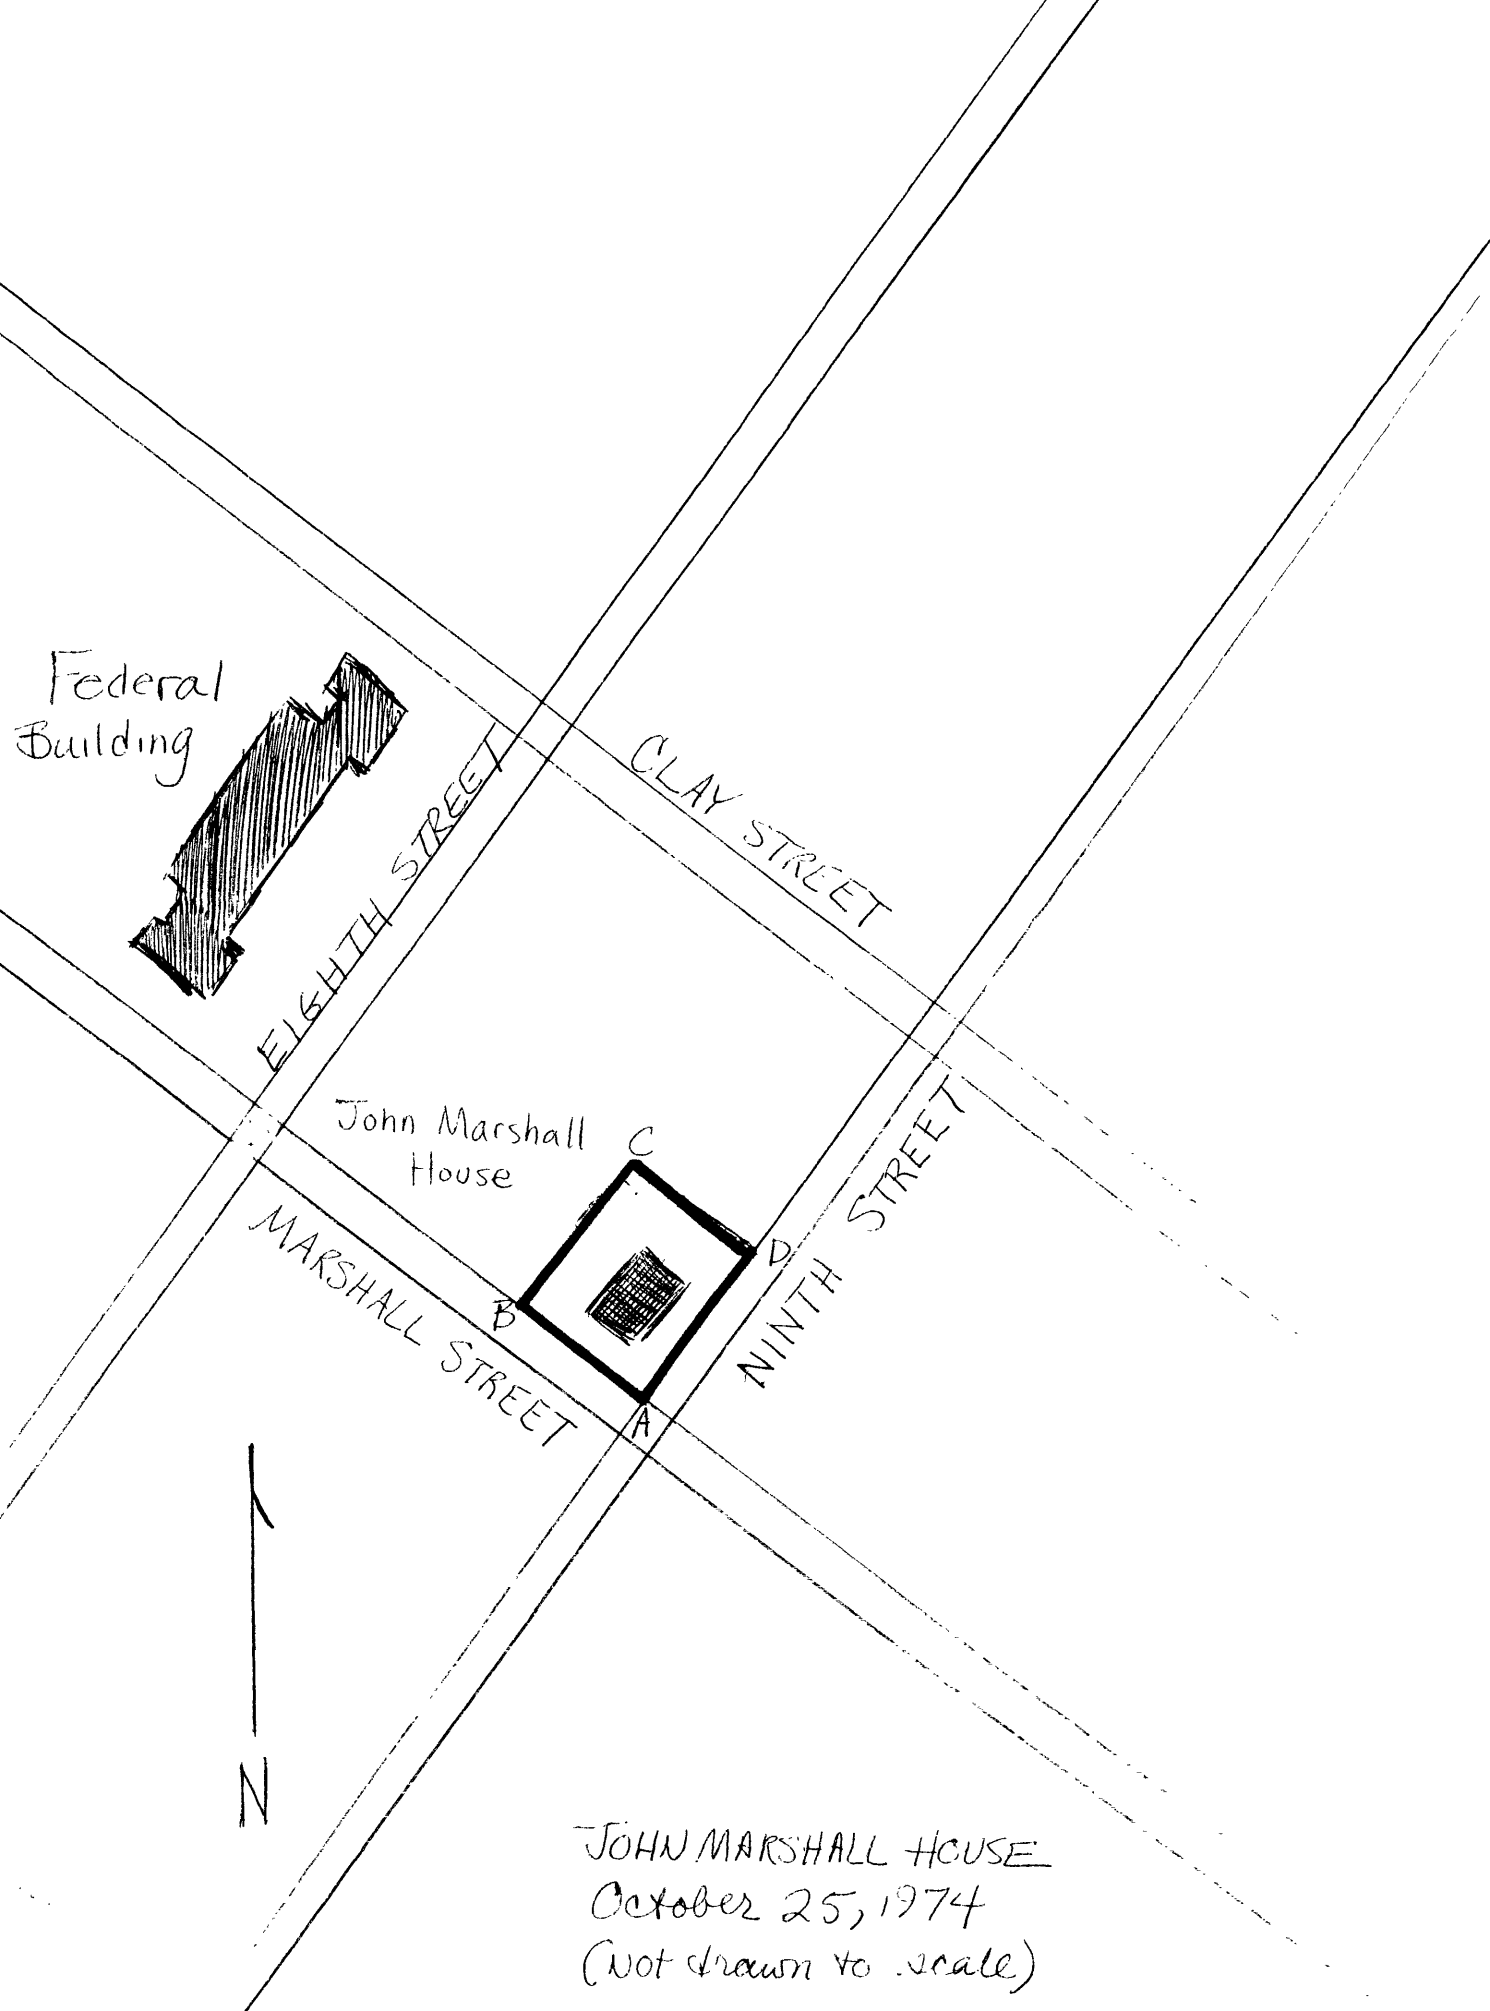 Federal
Building
CLAY STREET
EIGHTH STREET
John Marshall
House
C
D
B
A
MARSHALL STREET
NINTH STREET
N
JOHN MARSHALL HOUSE
October 25, 1974
(Not drawn to scale)